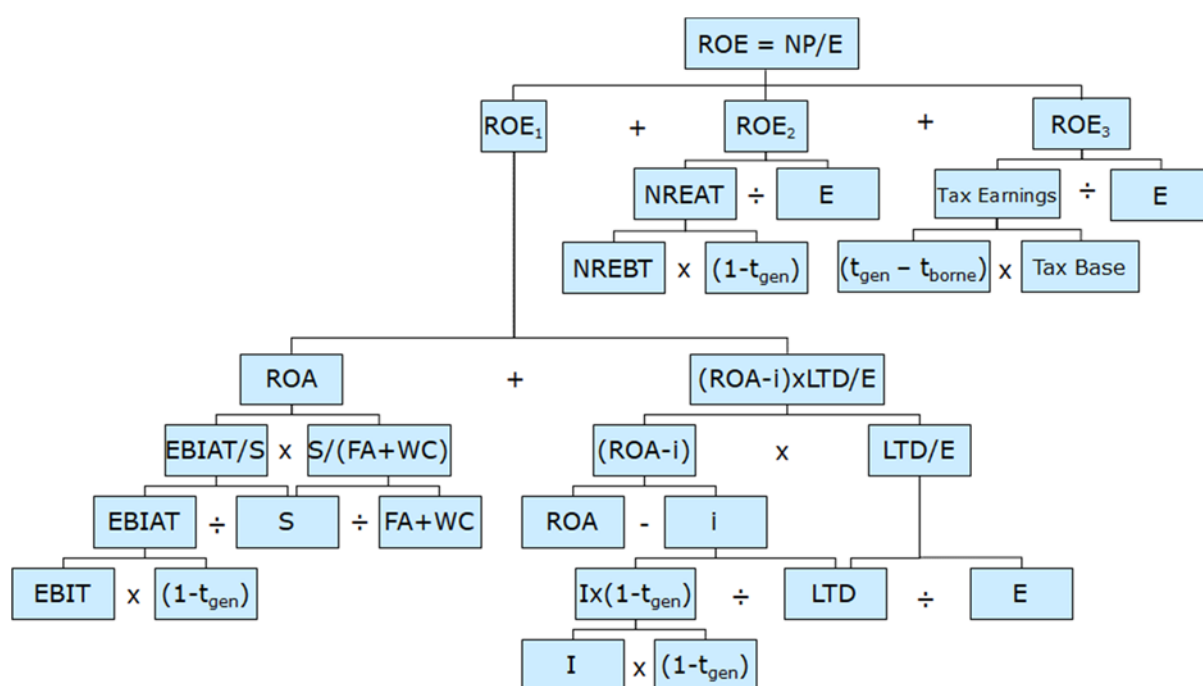 ROE = NP/E
ROE₁ + ROE₂ + ROE₃
NREAT ÷ E Tax Earnings ÷ E
NREBT x (1-tgen) (tgen – tborne) x Tax Base
ROA + (ROA-i)xLTD/E
EBIAT/S x S/(FA+WC) (ROA-i) x LTD/E
EBIAT ÷ S ÷ FA+WC ROA - i
EBIT x (1-tgen) Ix(1-tgen) ÷ LTD ÷ E
I x (1-tgen)